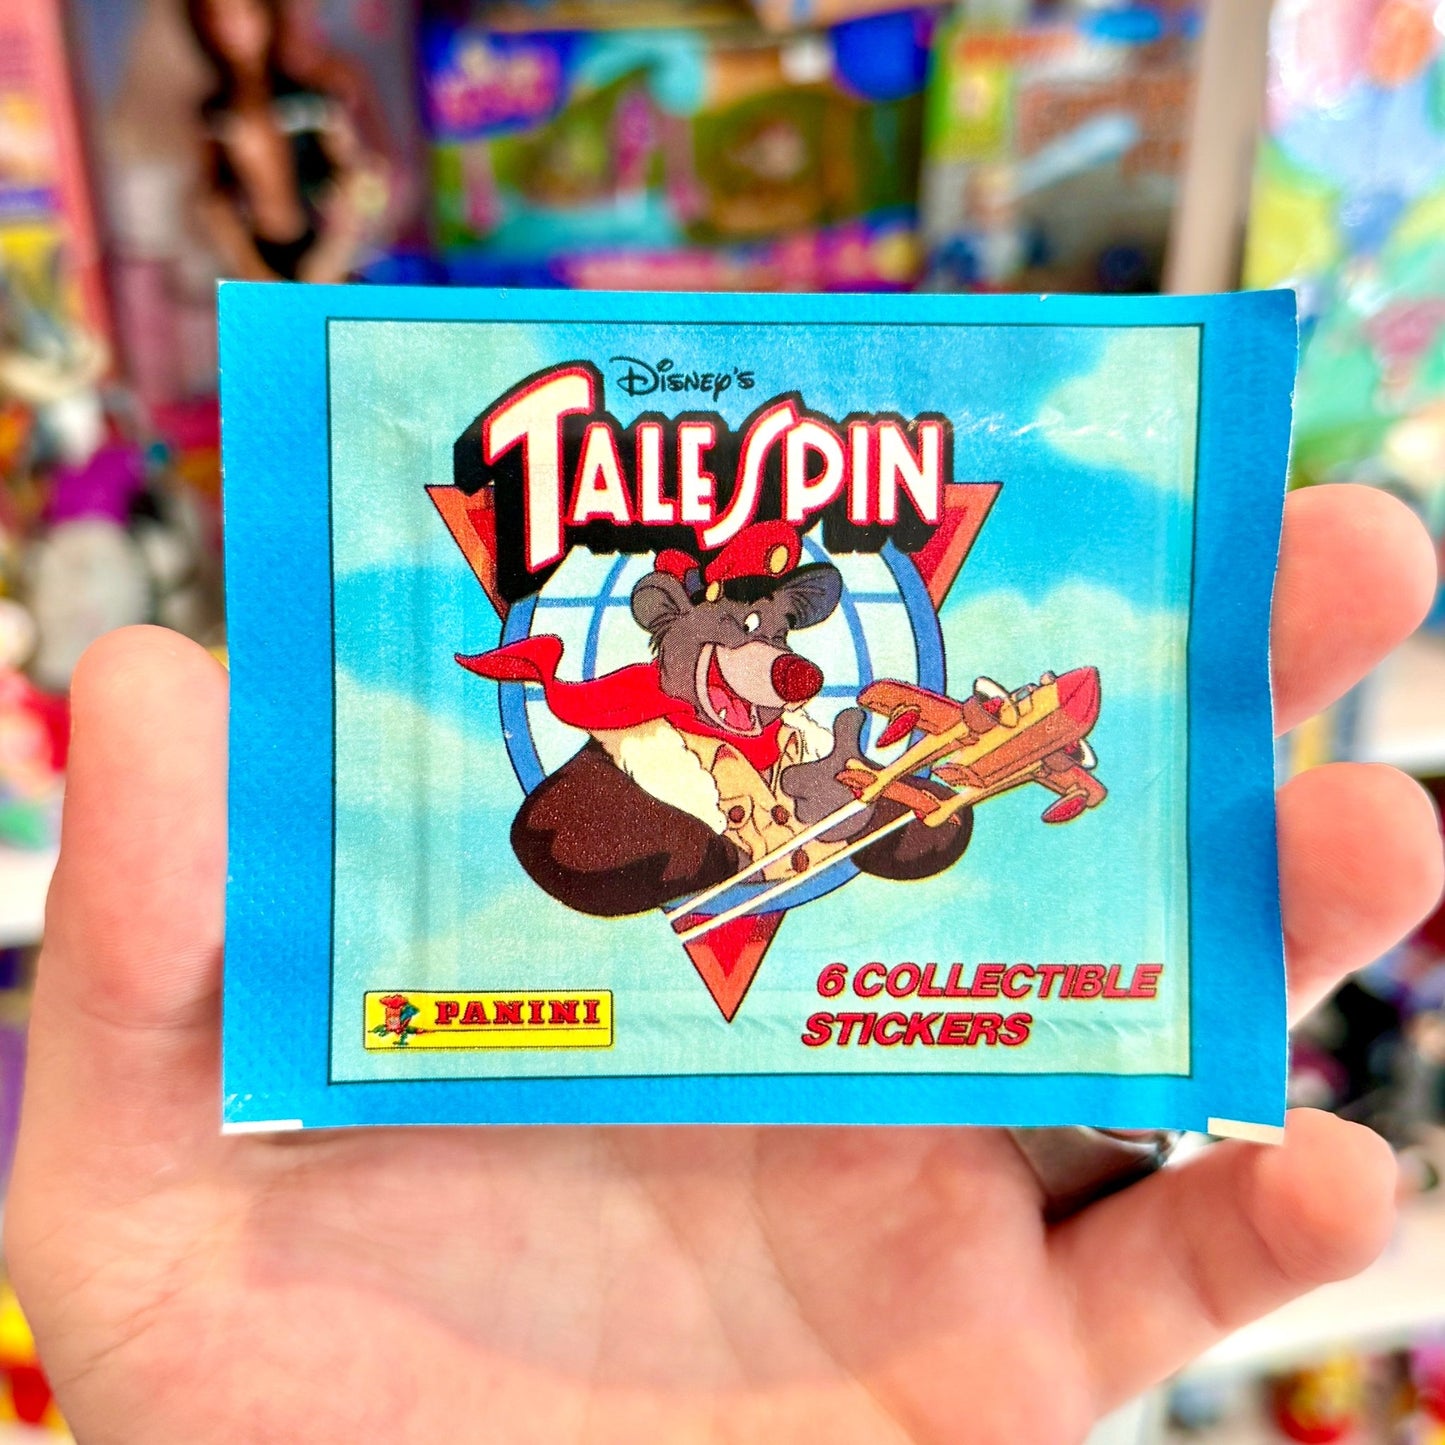 Disney's
TALESPIN
PANINI
6 COLLECTIBLE
STICKERS